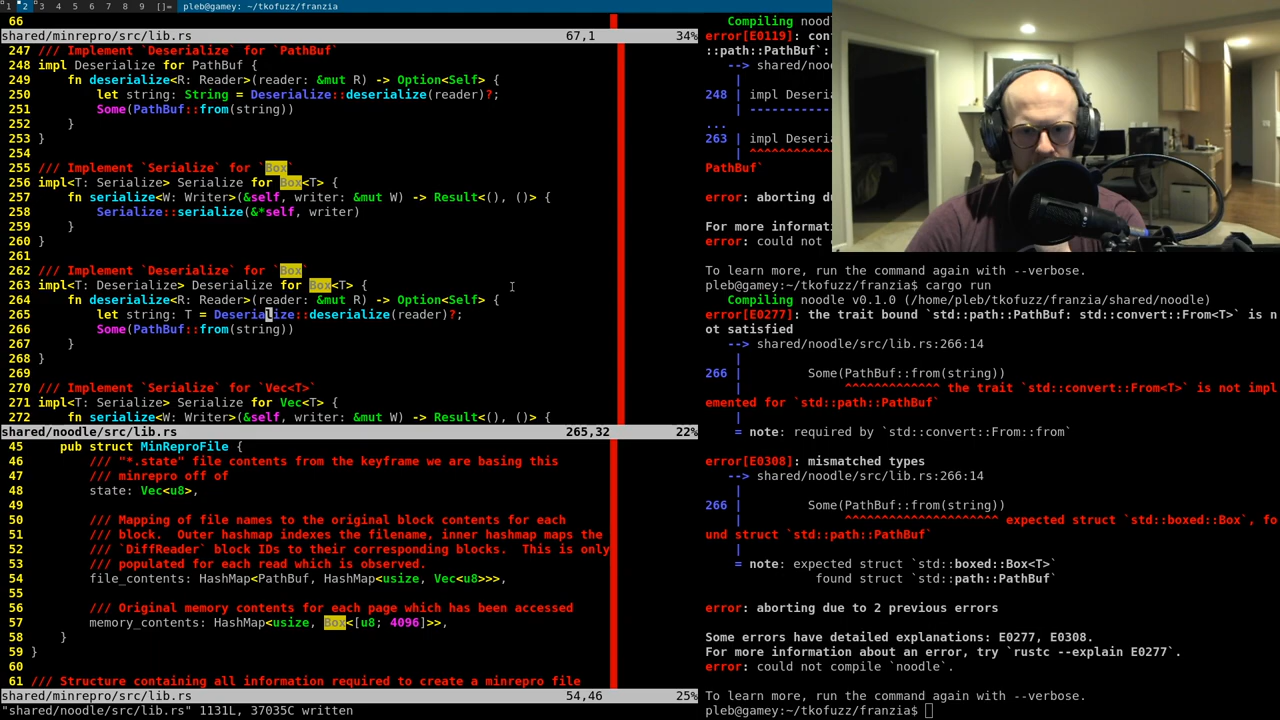 1 2 3 4 5 6 7 8 9 []= pleb@gamey: ~/tkofuzz/franzia
66
shared/minrepro/src/lib.rs 67,1 34%
247 /// Implement `Deserialize` for `PathBuf`
248 impl Deserialize for PathBuf {
249     fn deserialize<R: Reader>(reader: &mut R) -> Option<Self> {
250         let string: String = Deserialize::deserialize(reader)?;
251         Some(PathBuf::from(string))
252     }
253 }
254
255 /// Implement `Serialize` for `Box`
256 impl<T: Serialize> Serialize for Box<T> {
257     fn serialize<W: Writer>(&self, writer: &mut W) -> Result<(), ()> {
258         Serialize::serialize(&*self, writer)
259     }
260 }
261
262 /// Implement `Deserialize` for `Box`
263 impl<T: Deserialize> Deserialize for Box<T> {
264     fn deserialize<R: Reader>(reader: &mut R) -> Option<Self> {
265         let string: T = Deserialize::deserialize(reader)?;
266         Some(PathBuf::from(string))
267     }
268 }
269
270 /// Implement `Serialize` for `Vec<T>`
271 impl<T: Serialize> Serialize for Vec<T> {
272     fn serialize<W: Writer>(&self, writer: &mut W) -> Result<(), ()> {
shared/noodle/src/lib.rs 265,32 22%
45     pub struct MinReproFile {
46         /// "*.state" file contents from the keyframe we are basing this
47         /// minrepro off of
48         state: Vec<u8>,
49
50         /// Mapping of file names to the original block contents for each
51         /// block.  Outer hashmap indexes the filename, inner hashmap maps the
52         /// `DiffReader` block IDs to their corresponding blocks.  This is only
53         /// populated for each read which is observed.
54         file_contents: HashMap<PathBuf, HashMap<usize, Vec<u8>>>,
55
56         /// Original memory contents for each page which has been accessed
57         memory_contents: HashMap<usize, Box<[u8; 4096]>>,
58     }
59 }
60
61 /// Structure containing all information required to create a minrepro file
shared/minrepro/src/lib.rs 54,46 25%
"shared/noodle/src/lib.rs" 1131L, 37035C written
Compiling nood
error[E0119]:
::path::PathBuf`:
--> shared/noo
|
248 | impl Deseri
| -----------
...
263 | impl Deseri
| ^^^^^^^^^^^
PathBuf`
error: aborting du
For more informati
error: could not
To learn more, run the command again with --verbose.
pleb@gamey:~/tkofuzz/franzia$ cargo run
Compiling noodle v0.1.0 (/home/pleb/tkofuzz/franzia/shared/noodle)
error[E0277]: the trait bound `std::path::PathBuf: std::convert::From<T>` is n
ot satisfied
--> shared/noodle/src/lib.rs:266:14
|
266 |         Some(PathBuf::from(string))
|              ^^^^^^^^^^^^^ the trait `std::convert::From<T>` is not impl
emented for `std::path::PathBuf`
|
= note: required by `std::convert::From::from`
error[E0308]: mismatched types
--> shared/noodle/src/lib.rs:266:14
|
266 |         Some(PathBuf::from(string))
|              ^^^^^^^^^^^^^^^^^^^^^ expected struct `std::boxed::Box`, fo
und struct `std::path::PathBuf`
|
= note: expected struct `std::boxed::Box<T>`
found struct `std::path::PathBuf`
error: aborting due to 2 previous errors
Some errors have detailed explanations: E0277, E0308.
For more information about an error, try `rustc --explain E0277`.
error: could not compile `noodle`.
To learn more, run the command again with --verbose.
pleb@gamey:~/tkofuzz/franzia$